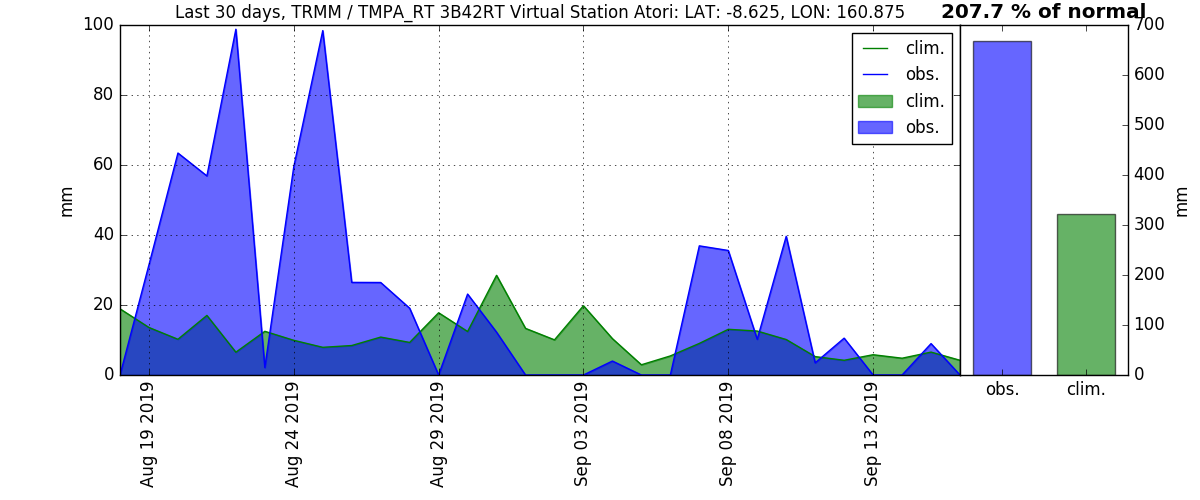 Last 30 days, TRMM / TMPA_RT 3B42RT Virtual Station Atori: LAT: -8.625, LON: 160.875
207.7 % of normal
100
80
60
40
20
0
mm
clim.
obs.
clim.
obs.
Aug 19 2019
Aug 24 2019
Aug 29 2019
Sep 03 2019
Sep 08 2019
Sep 13 2019
700
600
500
400
300
200
100
0
mm
obs.
clim.